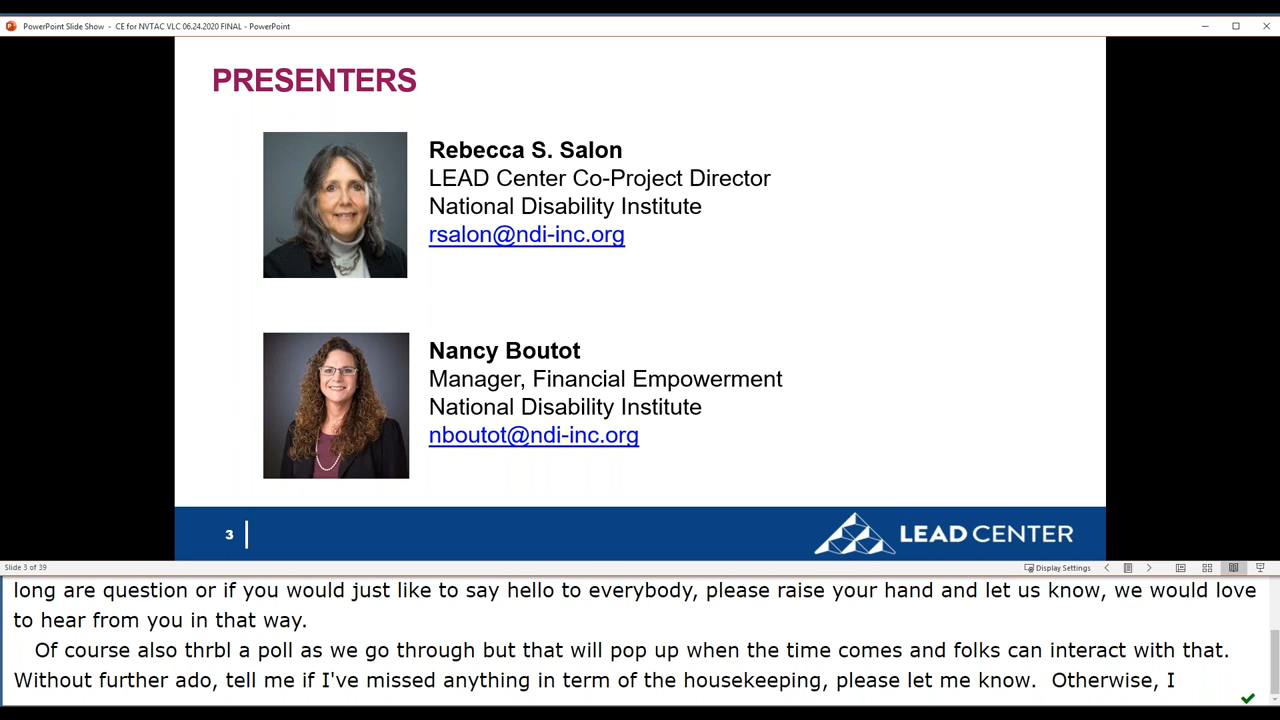 PowerPoint Slide Show - CE for NVTAC VLC 06.24.2020 FINAL - PowerPoint
PRESENTERS
Rebecca S. Salon
LEAD Center Co-Project Director
National Disability Institute
rsalon@ndi-inc.org
Nancy Boutot
Manager, Financial Empowerment
National Disability Institute
nboutot@ndi-inc.org
3
LEAD CENTER
Slide 3 of 39
Display Settings
long are question or if you would just like to say hello to everybody, please raise your hand and let us know, we would love
to hear from you in that way.
Of course also thrbl a poll as we go through but that will pop up when the time comes and folks can interact with that.
Without further ado, tell me if I've missed anything in term of the housekeeping, please let me know.  Otherwise, I